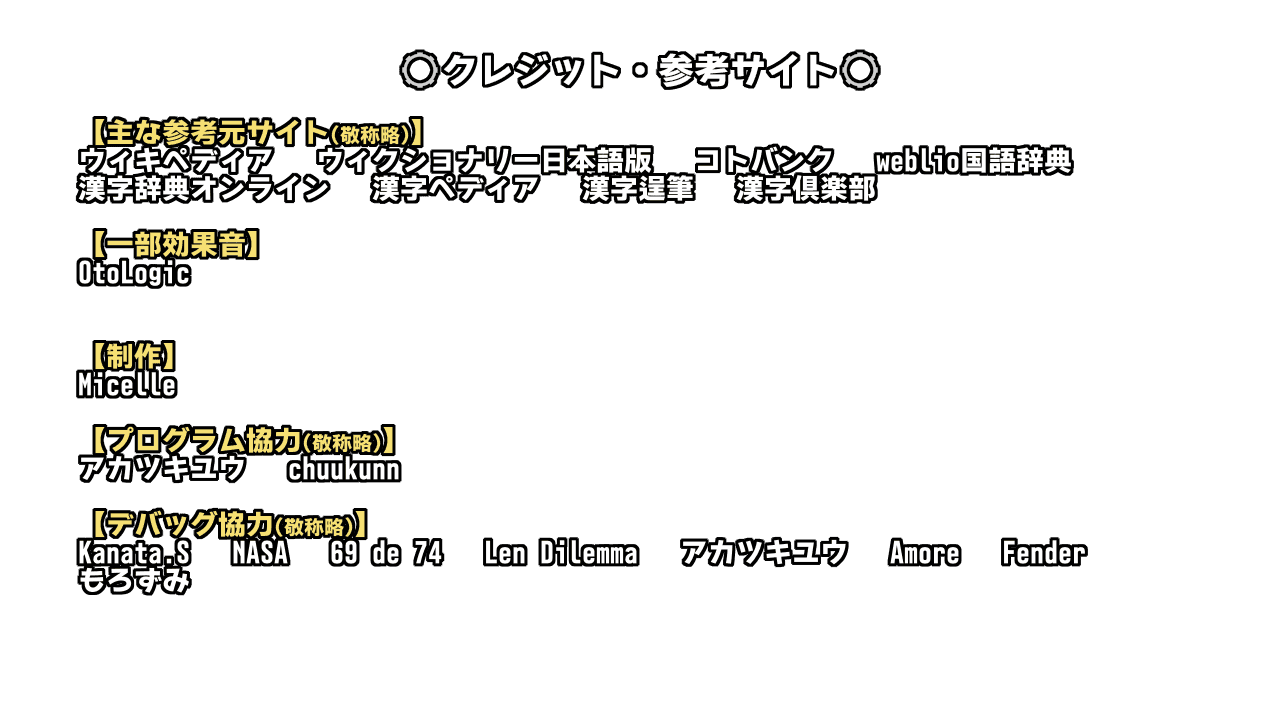 ◎クレジット・参考サイト◎
【主な参考元サイト(敬称略)】
ウィキペディア　ウィクショナリー日本語版　コトバンク　weblio国語辞典
漢字辞典オンライン　漢字ペディア　漢字逞筆　漢字倶楽部
【一部効果音】
OtoLogic
【制作】
Micelle
【プログラム協力(敬称略)】
アカツキユウ　chuukunn
【デバッグ協力(敬称略)】
Kanata.S　NASA　69 de 74　Len Dilemma　アカツキユウ　Amore　Fender
もろずみ